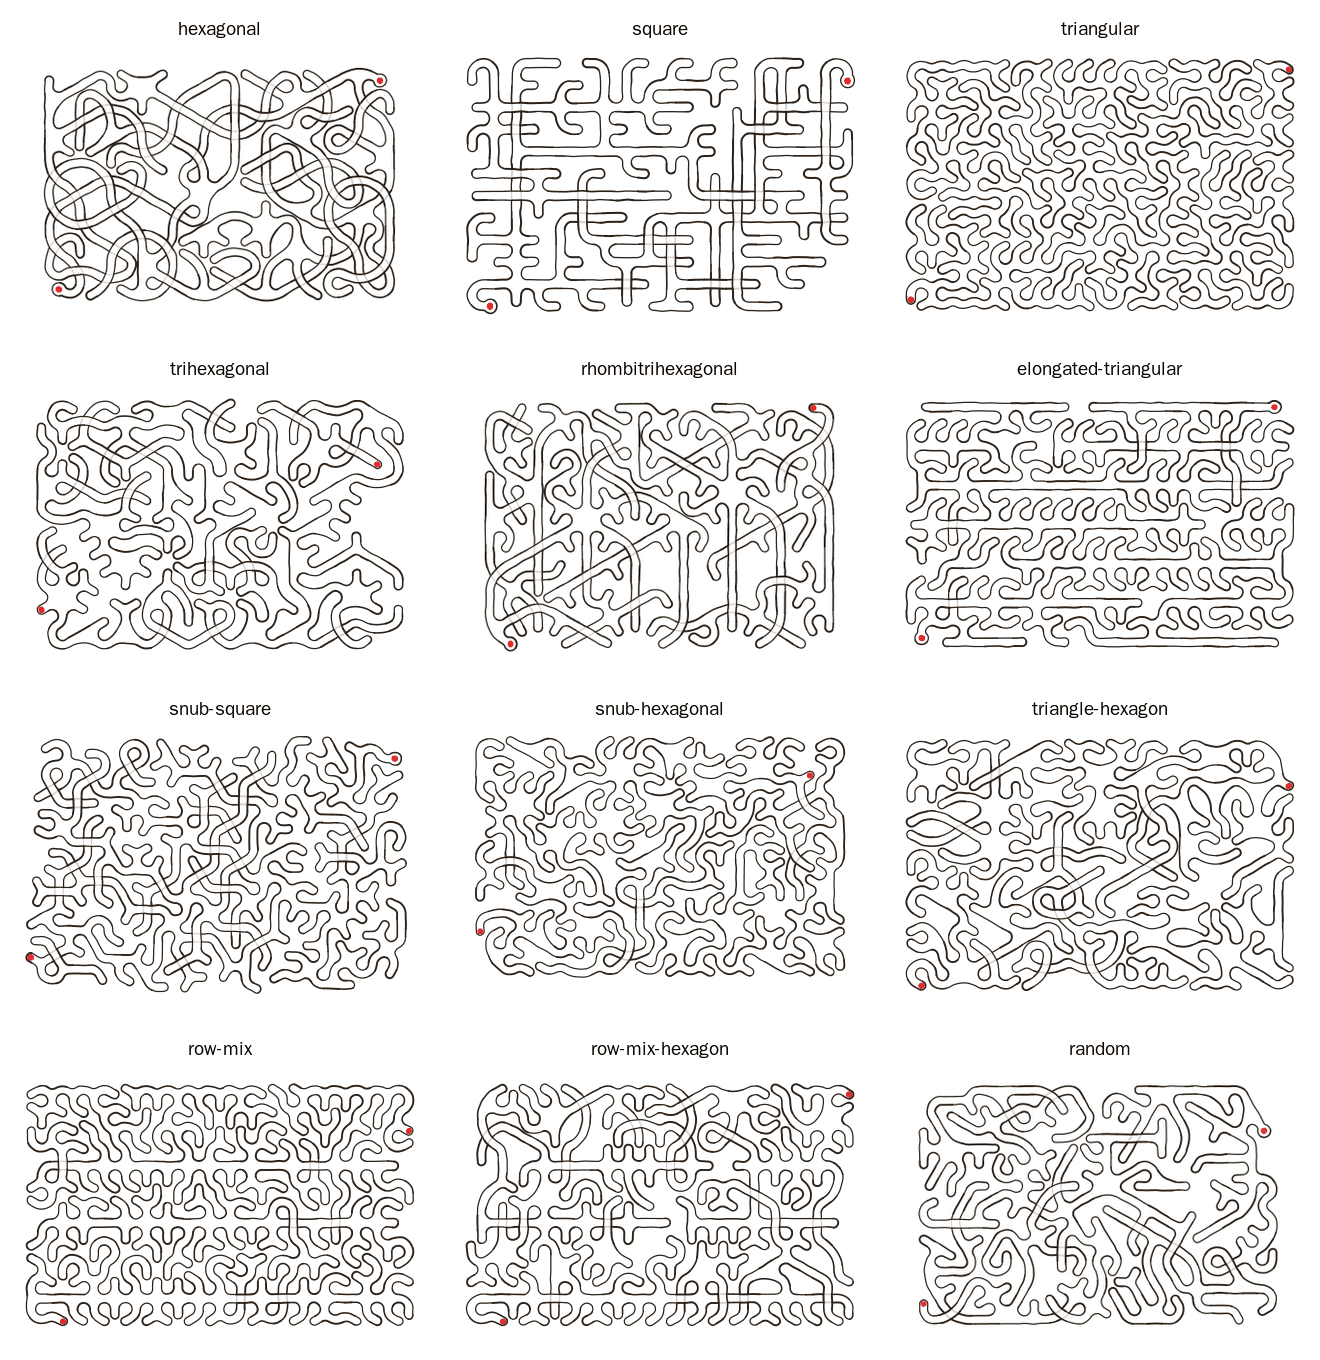 hexagonal
square
triangular
trihexagonal
rhombitrihexagonal
elongated-triangular
snub-square
snub-hexagonal
triangle-hexagon
row-mix
row-mix-hexagon
random